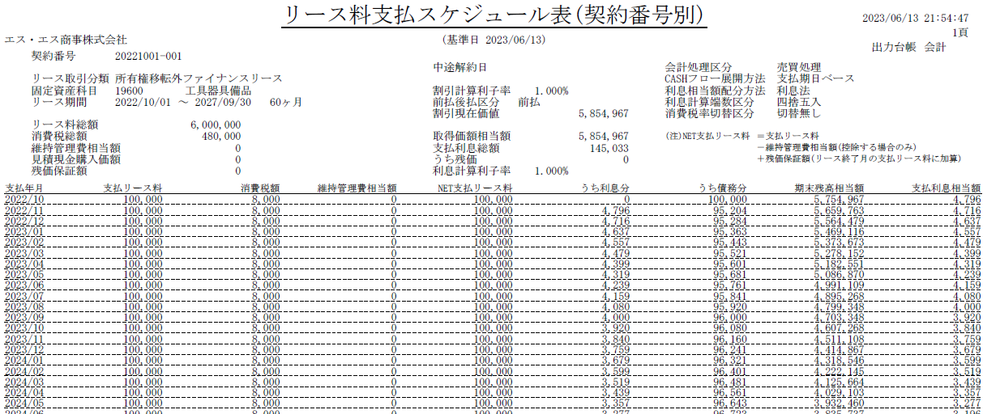 リース料支払スケジュール表(契約番号別)
2023/06/13 21:54:47
1頁
エス・エス商事株式会社 (基準日 2023/06/13)
出力台帳 会計
契約番号 20221001-001
中途解約日 会計処理区分 売買処理
リース取引分類 所有権移転外ファイナンスリース CASHフロー展開方法 支払期日ベース
固定資産科目 19600 工具器具備品 割引計算利子率 1.000% 利息相当額配分方法 利息法
リース期間 2022/10/01 ～ 2027/09/30 60ヶ月 前払後払区分 前払 利息計算端数区分 四捨五入
割引現在価値 5,854,967 消費税率切替区分 切替無し
リース料総額 6,000,000
消費税総額 480,000 取得価額相当額 5,854,967 (注)NET支払リース料 ＝支払リース料
維持管理費相当額 0 支払利息総額 145,033 －維持管理費相当額(控除する場合のみ)
見積現金購入価額 0 うち残価 0 ＋残価保証額(リース終了月の支払リース料に加算)
残価保証額 0 利息計算利子率 1.000%
支払年月 支払リース料 消費税額 維持管理費相当額 NET支払リース料 うち利息分 うち債務分 期末残高相当額 支払利息相当額
2022/10 100,000 8,000 0 100,000 0 100,000 5,754,967 4,796
2022/11 100,000 8,000 0 100,000 4,796 95,204 5,659,763 4,716
2022/12 100,000 8,000 0 100,000 4,716 95,284 5,564,479 4,637
2023/01 100,000 8,000 0 100,000 4,637 95,363 5,469,116 4,557
2023/02 100,000 8,000 0 100,000 4,557 95,443 5,373,673 4,479
2023/03 100,000 8,000 0 100,000 4,479 95,521 5,278,152 4,399
2023/04 100,000 8,000 0 100,000 4,399 95,601 5,182,551 4,319
2023/05 100,000 8,000 0 100,000 4,319 95,681 5,086,870 4,239
2023/06 100,000 8,000 0 100,000 4,239 95,761 4,991,109 4,159
2023/07 100,000 8,000 0 100,000 4,159 95,841 4,895,268 4,080
2023/08 100,000 8,000 0 100,000 4,080 95,920 4,799,348 4,000
2023/09 100,000 8,000 0 100,000 4,000 96,000 4,703,348 3,920
2023/10 100,000 8,000 0 100,000 3,920 96,080 4,607,268 3,840
2023/11 100,000 8,000 0 100,000 3,840 96,160 4,511,108 3,759
2023/12 100,000 8,000 0 100,000 3,759 96,241 4,414,867 3,679
2024/01 100,000 8,000 0 100,000 3,679 96,321 4,318,546 3,599
2024/02 100,000 8,000 0 100,000 3,599 96,401 4,222,145 3,519
2024/03 100,000 8,000 0 100,000 3,519 96,481 4,125,664 3,439
2024/04 100,000 8,000 0 100,000 3,439 96,561 4,029,103 3,357
2024/05 100,000 8,000 0 100,000 3,357 96,643 3,932,460 3,277